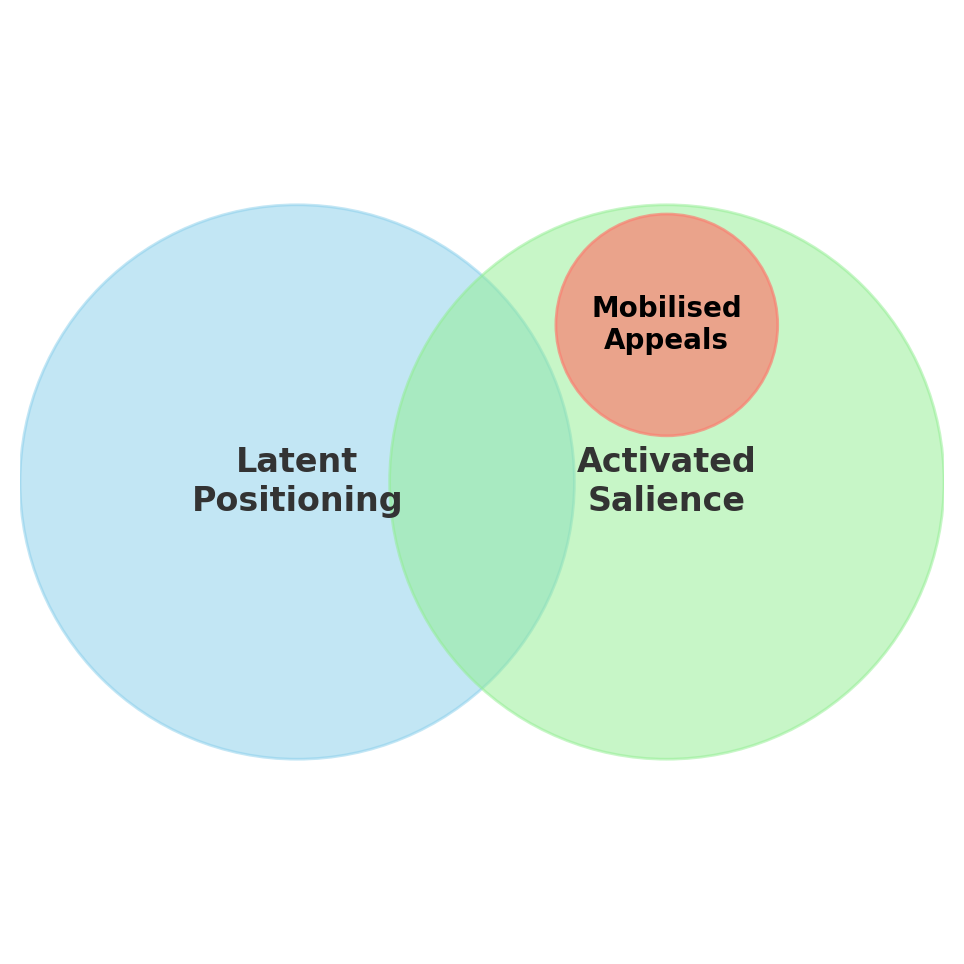 Mobilised
Appeals
Latent
Positioning
Activated
Salience